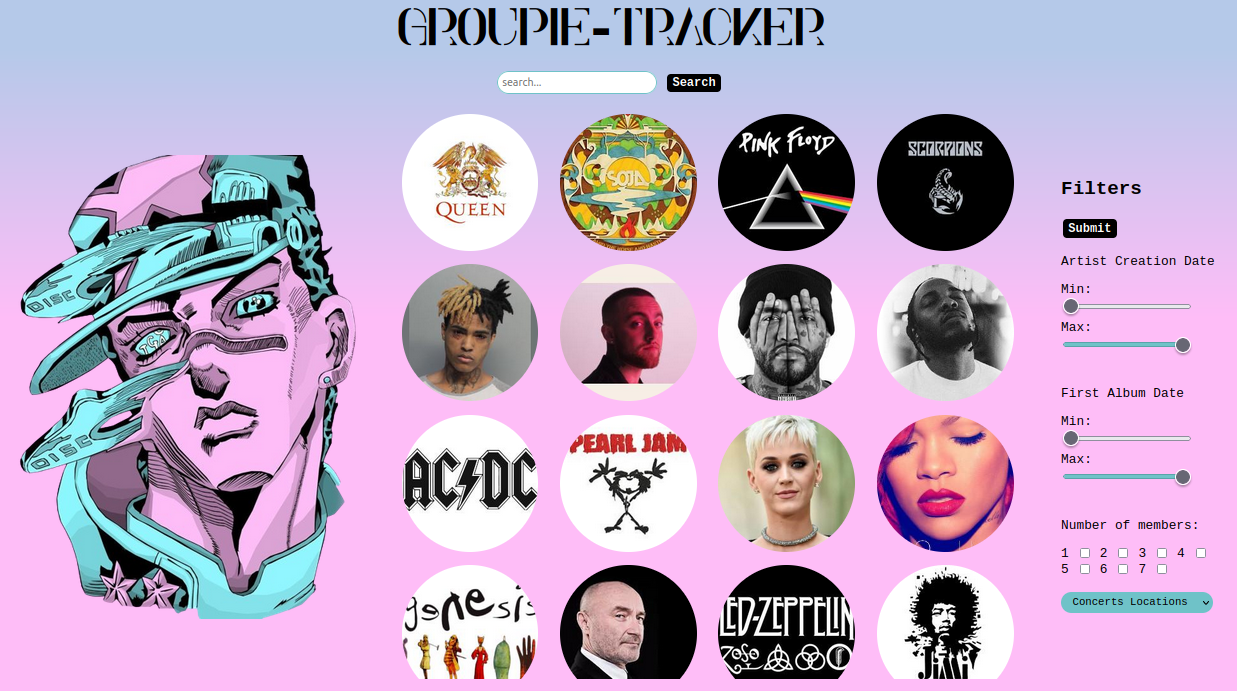 GROUPIE-TRACKER
search...
Search
QUEEN
SOJA
PINK FLOYD
SCORPIONS
Filters
Submit
Artist Creation Date
Min:
Max:
DISC
DISC
AC/DC
PEARL JAM
First Album Date
Min:
Max:
Number of members:
1 2 3 4
5 6 7
Concerts Locations
genesis
LED-ZEPPELIN
ZOSO
JIMI